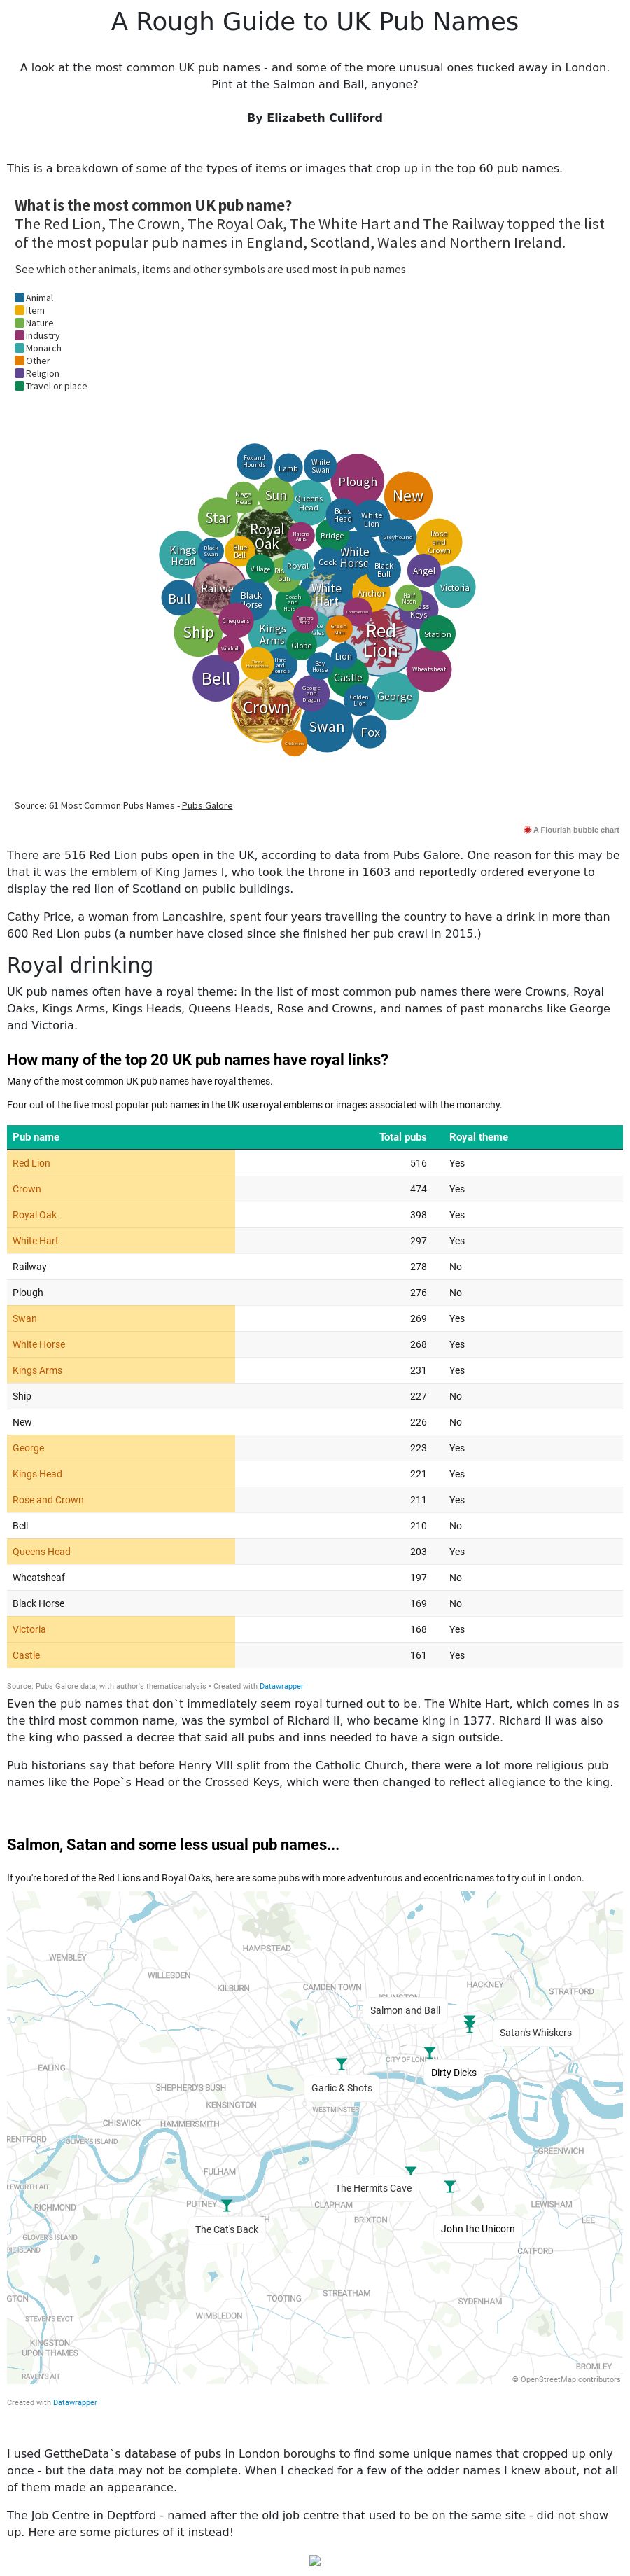 A Rough Guide to UK Pub Names
A look at the most common UK pub names - and some of the more unusual ones tucked away in London.
Pint at the Salmon and Ball, anyone?
By Elizabeth Culliford
This is a breakdown of some of the types of items or images that crop up in the top 60 pub names.
What is the most common UK pub name?
The Red Lion, The Crown, The Royal Oak, The White Hart and The Railway topped the list
of the most popular pub names in England, Scotland, Wales and Northern Ireland.
See which other animals, items and other symbols are used most in pub names
Animal
Item
Nature
Industry
Monarch
Other
Religion
Travel or place
Fox and
Hounds
Lamb
White
Swan
Plough
New
Nags
Head
Sun
Queens
Head
Star
Bulls
Head
White
Lion
Royal
Oak
Masons
Arms
Bridge
Greyhound
Rose
and
Crown
Kings
Head
Black
Swan
Blue
Bell
White
Horse
Cock
Royal
Village
Black
Bull
Angel
Victoria
Railwa
Bull
Black
Horse
Coach
and
Hors
White
Hart
Anchor
Half
Moon
Keys
Chequers
Farmers
Arms
Ship
Kings
Arms
Green
Man
Red
Lion
Station
Globe
Lion
Hare
and
Hounds
Bay
Horse
Wheatsheaf
Bell
Castle
George
and
Dragon
Golden
Lion
George
Crown
Swan
Fox
Source: 61 Most Common Pubs Names - Pubs Galore
A Flourish bubble chart
There are 516 Red Lion pubs open in the UK, according to data from Pubs Galore. One reason for this may be
that it was the emblem of King James I, who took the throne in 1603 and reportedly ordered everyone to
display the red lion of Scotland on public buildings.
Cathy Price, a woman from Lancashire, spent four years travelling the country to have a drink in more than
600 Red Lion pubs (a number have closed since she finished her pub crawl in 2015.)
Royal drinking
UK pub names often have a royal theme: in the list of most common pub names there were Crowns, Royal
Oaks, Kings Arms, Kings Heads, Queens Heads, Rose and Crowns, and names of past monarchs like George
and Victoria.
How many of the top 20 UK pub names have royal links?
Many of the most common UK pub names have royal themes.
Four out of the five most popular pub names in the UK use royal emblems or images associated with the monarchy.
Pub name Total pubs Royal theme
Red Lion 516 Yes
Crown 474 Yes
Royal Oak 398 Yes
White Hart 297 Yes
Railway 278 No
Plough 276 No
Swan 269 Yes
White Horse 268 Yes
Kings Arms 231 Yes
Ship 227 No
New 226 No
George 223 Yes
Kings Head 221 Yes
Rose and Crown 211 Yes
Bell 210 No
Queens Head 203 Yes
Wheatsheaf 197 No
Black Horse 169 No
Victoria 168 Yes
Castle 161 Yes
Source: Pubs Galore data, with author's thematicanalysis • Created with Datawrapper
Even the pub names that don`t immediately seem royal turned out to be. The White Hart, which comes in as
the third most common name, was the symbol of Richard II, who became king in 1377. Richard II was also
the king who passed a decree that said all pubs and inns needed to have a sign outside.
Pub historians say that before Henry VIII split from the Catholic Church, there were a lot more religious pub
names like the Pope`s Head or the Crossed Keys, which were then changed to reflect allegiance to the king.
Salmon, Satan and some less usual pub names...
If you're bored of the Red Lions and Royal Oaks, here are some pubs with more adventurous and eccentric names to try out in London.
HAMPSTEAD
WEMBLEY
WILLESDEN
KILBURN
CAMDEN TOWN
HACKNEY
STRATFORD
ISLINGTON
Salmon and Ball
Satan's Whiskers
CITY OF LON
Dirty Dicks
EALING
Garlic & Shots
SHEPHERD'S BUSH
KENSINGTON
WESTMINSTER
CHISWICK
HAMMERSMITH
RENTFORD
OLIVER'S ISLAND
GREENWICH
FULHAM
LEWORTH AIT
The Hermits Cave
PUTNEY
CLAPHAM
LEWISHAM
RICHMOND
BRIXTON
LEE
The Cat's Back
John the Unicorn
GLOVER'S ISLAND
RIE ISLAND
CATFORD
GTON
TOOTING
STREATHAM
SYDENHAM
WIMBLEDON
STEVEN'S EYOT
KINGSTON
UPON THAMES
BROMLEY
RAVEN'S AIT
© OpenStreetMap contributors
Created with Datawrapper
I used GettheData`s database of pubs in London boroughs to find some unique names that cropped up only
once - but the data may not be complete. When I checked for a few of the odder names I knew about, not all
of them made an appearance.
The Job Centre in Deptford - named after the old job centre that used to be on the same site - did not show
up. Here are some pictures of it instead!